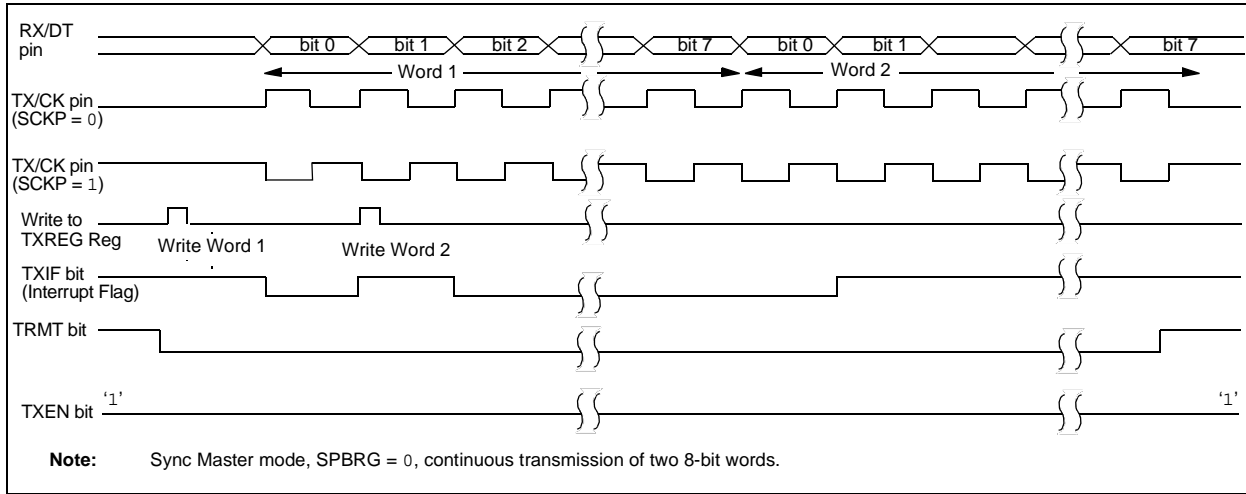 RX/DT
pin
bit 0 bit 1 bit 2 bit 7 bit 0 bit 1 bit 7
Word 1 Word 2
TX/CK pin
(SCKP = 0)
TX/CK pin
(SCKP = 1)
Write to
TXREG Reg
Write Word 1 Write Word 2
TXIF bit
(Interrupt Flag)
TRMT bit
TXEN bit ‘1’ ‘1’
Note: Sync Master mode, SPBRG = 0, continuous transmission of two 8-bit words.